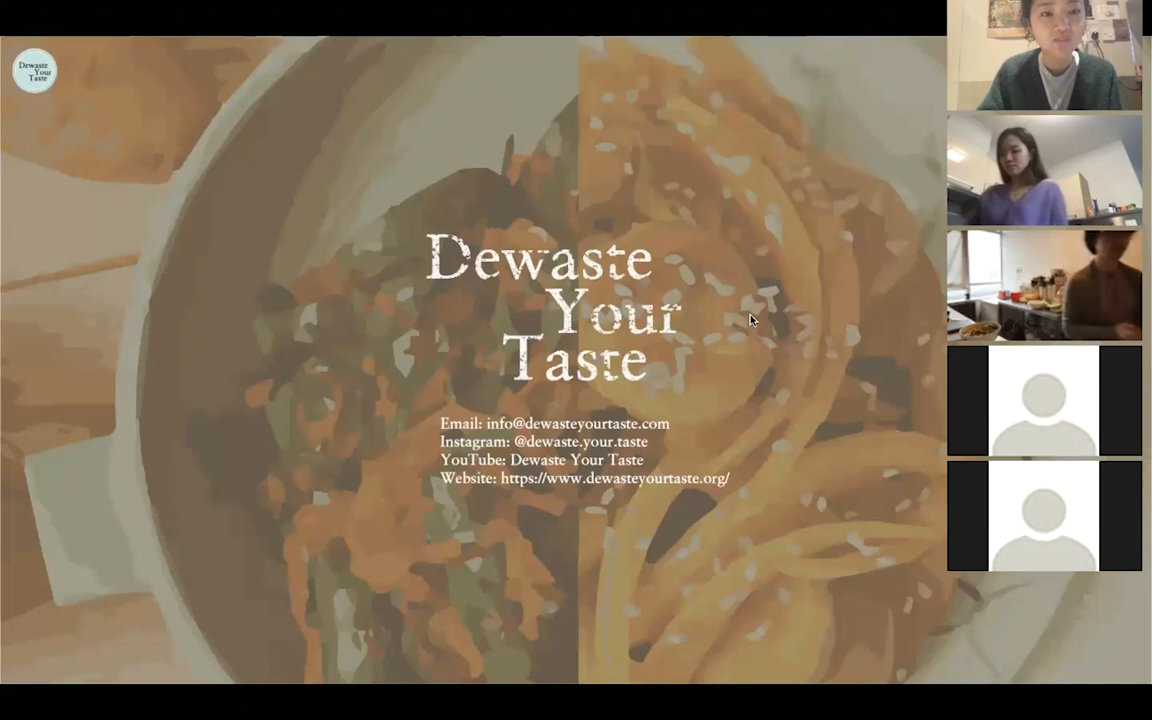 Dewaste
Your
Taste
Dewaste
Your
Taste
Email: info@dewasteyourtaste.com
Instagram: @dewaste.your.taste
YouTube: Dewaste Your Taste
Website: https://www.dewasteyourtaste.org/